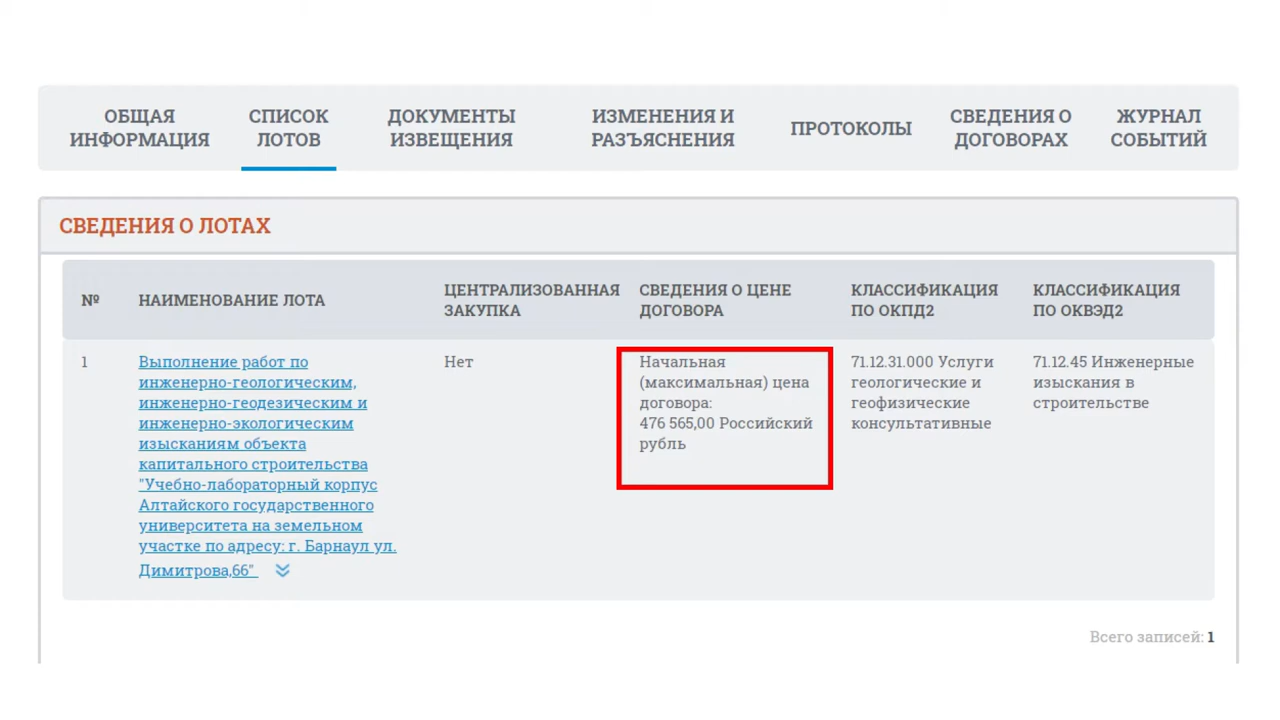 ОБЩАЯ
ИНФОРМАЦИЯ
СПИСОК
ЛОТОВ
ДОКУМЕНТЫ
ИЗВЕЩЕНИЯ
ИЗМЕНЕНИЯ И
РАЗЪЯСНЕНИЯ
ПРОТОКОЛЫ
СВЕДЕНИЯ О
ДОГОВОРАХ
ЖУРНАЛ
СОБЫТИЙ
СВЕДЕНИЯ О ЛОТАХ
№
НАИМЕНОВАНИЕ ЛОТА
ЦЕНТРАЛИЗОВАННАЯ
ЗАКУПКА
СВЕДЕНИЯ О ЦЕНЕ
ДОГОВОРА
КЛАССИФИКАЦИЯ
ПО ОКПД2
КЛАССИФИКАЦИЯ
ПО ОКВЭД2
1
Выполнение работ по
инженерно-геологическим,
инженерно-геодезическим и
инженерно-экологическим
изысканиям объекта
капитального строительства
"Учебно-лабораторный корпус
Алтайского государственного
университета на земельном
участке по адресу: г. Барнаул ул.
Димитрова,66"
Нет
Начальная
(максимальная) цена
договора:
476 565,00 Российский
рубль
71.12.31.000 Услуги
геологические и
геофизические
консультативные
71.12.45 Инженерные
изыскания в
строительстве
Всего записей: 1